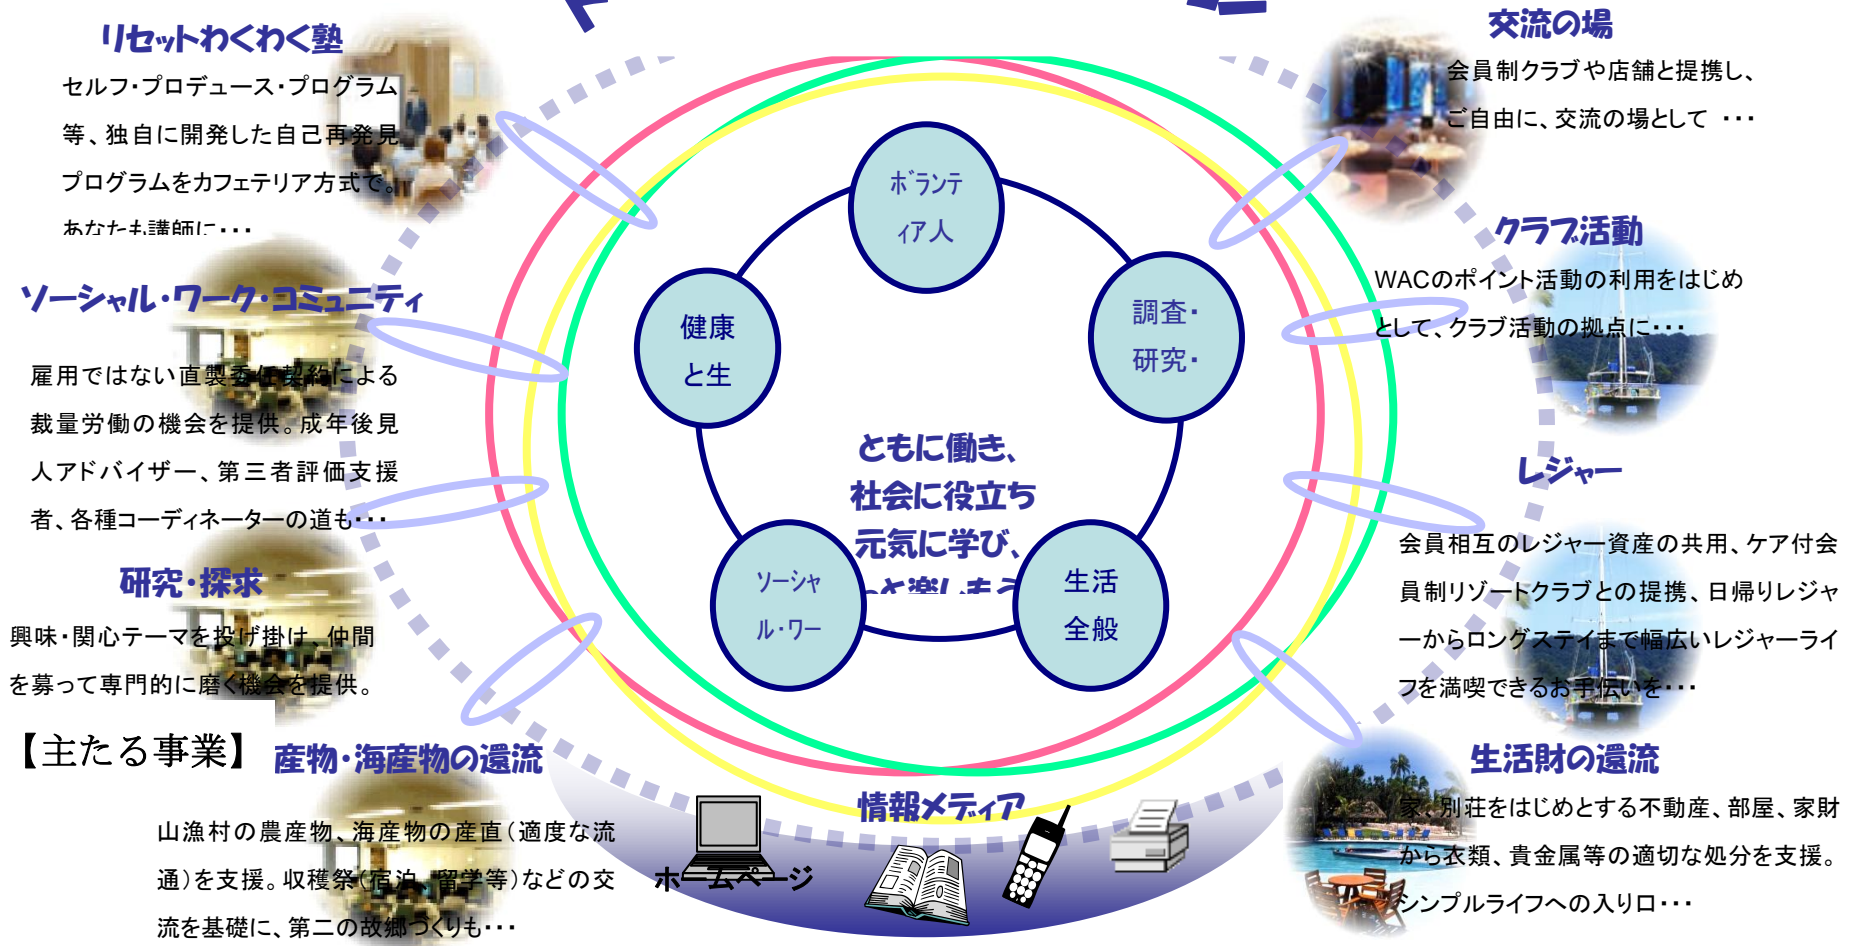 リセットわくわく塾
セルフ・プロデュース・プログラム
等、独自に開発した自己再発見
プログラムをカフェテリア方式で。
あなたも講師に・・・
ソーシャル・ワーク・コミュニティ
雇用ではない直製委任契約による
裁量労働の機会を提供。成年後見
人アドバイザー、第三者評価支援
者、各種コーディネーターの道も・・・
研究・探求
興味・関心テーマを投げ掛け、仲間
を募って専門的に磨く機会を提供。
【主たる事業】
産物・海産物の還流
山漁村の農産物、海産物の産直（適度な流
通）を支援。収穫祭（宿泊、留学等）などの交
流を基礎に、第二の故郷づくりも・・・
ボランテ
ィア人
健康
と生
調査・
研究・
ともに働き、
社会に役立ち
元気に学び、
っと楽しもう
ソーシャ
ル・ワー
生活
全般
情報メディア
ホームページ
交流の場
会員制クラブや店舗と提携し、
ご自由に、交流の場として ・・・
クラブ活動
WACのポイント活動の利用をはじめ
として、クラブ活動の拠点に・・・
レジャー
会員相互のレジャー資産の共用、ケア付会
員制リゾートクラブとの提携、日帰りレジャ
ーからロングステイまで幅広いレジャーライ
フを満喫できるお手伝いを・・・
生活財の還流
家、別荘をはじめとする不動産、部屋、家財
から衣類、貴金属等の適切な処分を支援。
シンプルライフへの入り口・・・